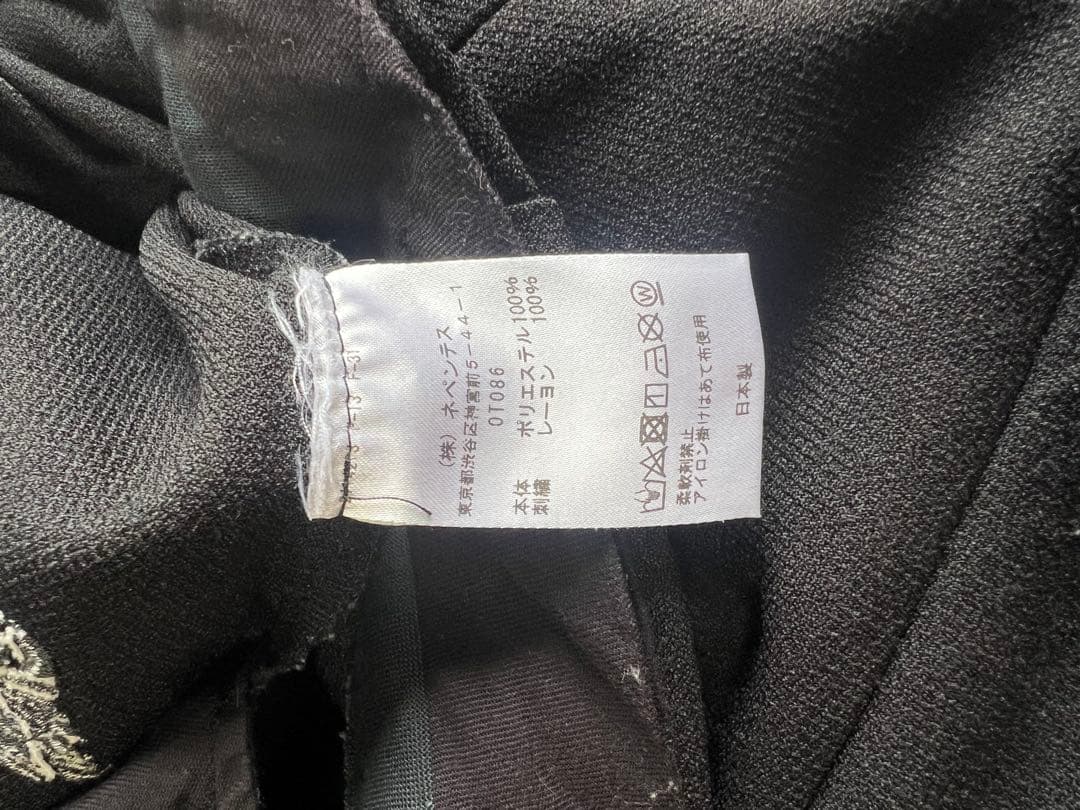 (株) ネペンテス
東京都渋谷区神宮前5-44-1
OT086
本体 ポリエステル100%
刺繍 レーヨン 100%
W
柔軟剤禁止
アイロン掛けはあて布使用
日本製